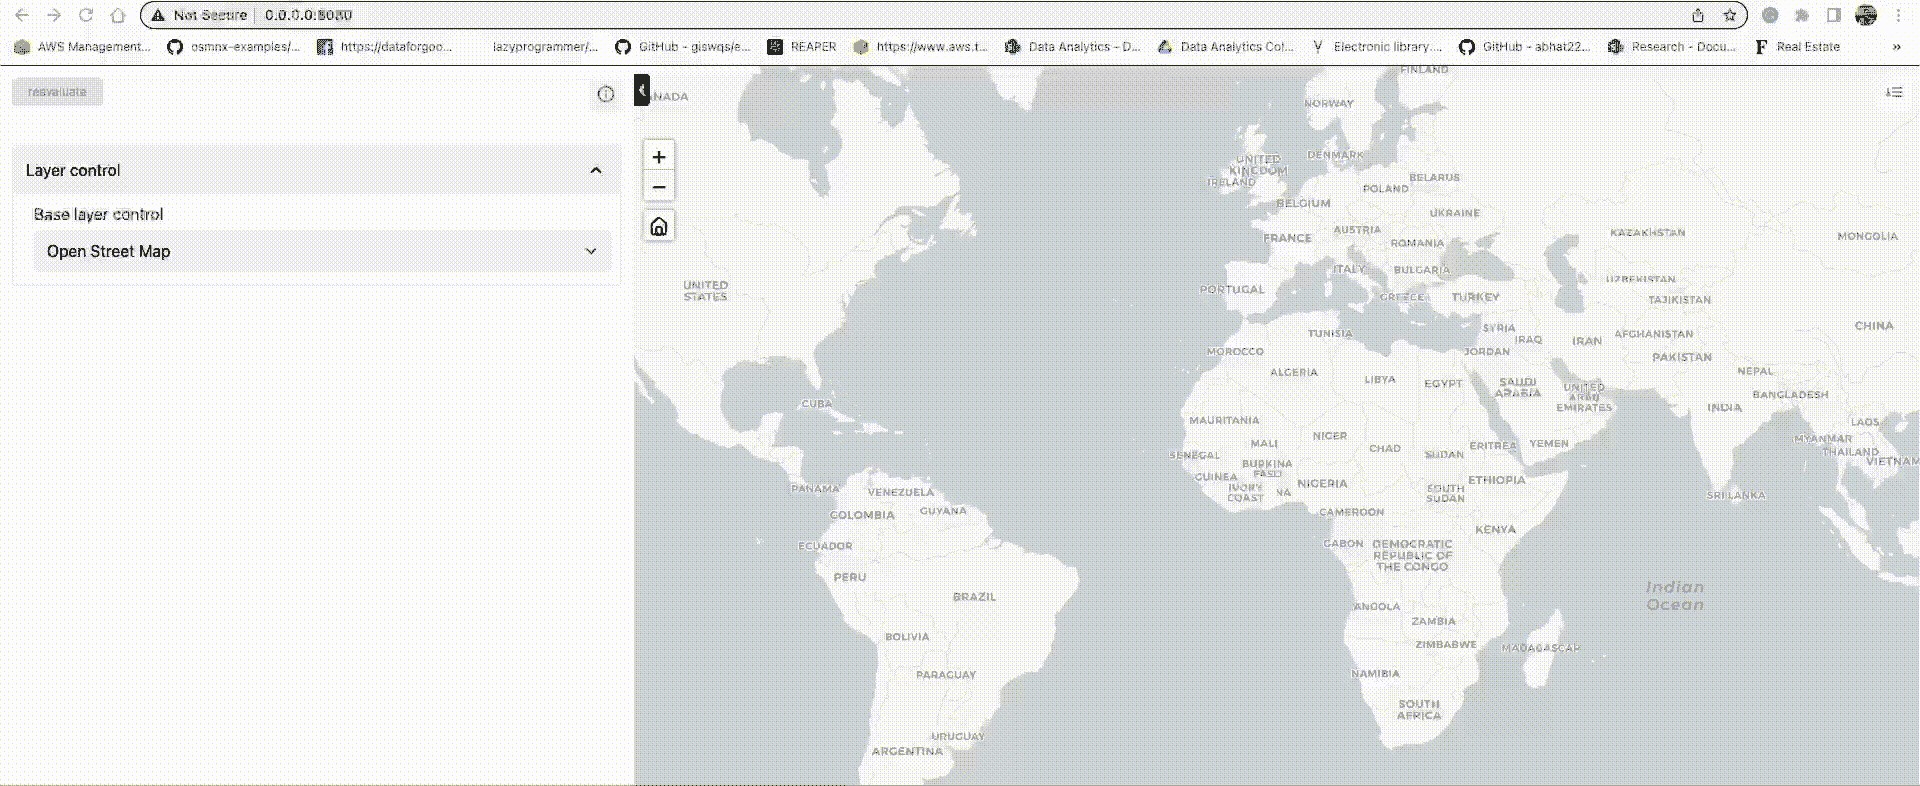 Not Secure 0.0.0.0:8080
AWS Management... osmnx-examples/... https://dataforgoo... lazyprogrammer/... GitHub - giswqs/e... REAPER https://www.aws.t... Data Analytics - D... Data Analytics Col... Electronic library.... GitHub - abhat22... Research - Docu... Real Estate »
reevaluate
Layer control
Base layer control
Open Street Map
+
−
NADA
FINLAND
NORWAY
UNITED
KINGDOM
DENMARK
IRELAND
BELARUS
POLAND
BELGIUM
UKRAINE
FRANCE
AUSTRIA
ROMANIA
KAZAKHSTAN
MONGOLIA
ITALY
BULGARIA
UZBEKISTAN
UNITED
STATES
PORTUGAL
GREECE
TURKEY
TAJIKISTAN
TUNISIA
SYRIA
IRAQ
IRAN
AFGHANISTAN
CHINA
MOROCCO
JORDAN
PAKISTAN
ALGERIA
LIBYA
EGYPT
SAUDI
ARABIA
UNITED
ARAB
EMIRATES
NEPAL
BANGLADESH
CUBA
INDIA
MAURITANIA
LAOS
MALI
NIGER
CHAD
SUDAN
ERITREA
YEMEN
MYANMAR
THAILAND
VIETNAM
SENEGAL
BURKINA
FASO
GUINEA
IVORY
COAST
NA
NIGERIA
SOUTH
SUDAN
ETHIOPIA
PANAMA
VENEZUELA
SRI LANKA
COLOMBIA
GUYANA
CAMEROON
KENYA
ECUADOR
GABON
DEMOCRATIC
REPUBLIC OF
THE CONGO
PERU
BRAZIL
Indian
Ocean
ANGOLA
ZAMBIA
BOLIVIA
ZIMBABWE
MADAGASCAR
PARAGUAY
NAMIBIA
SOUTH
AFRICA
URUGUAY
ARGENTINA